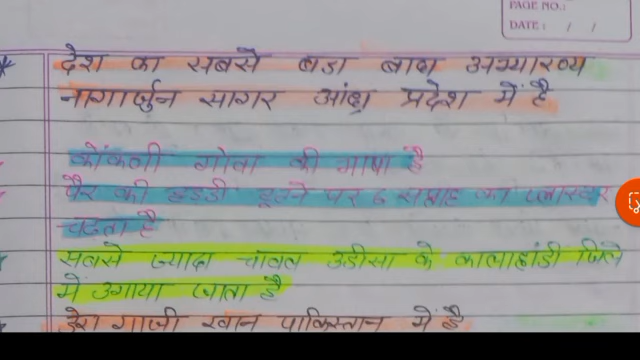 PAGE NO.:
DATE: / /
देश का सबसे बडा बाघ अभ्यारण्य
नागार्जुन सागर आंध्र प्रदेश में है
कोंकणी गोवा की भाषा है
पैर की हड्डी टूटने पर 6 सप्ताह का प्लास्टर
चढता है
सबसे ज्यादा चावल उडीसा के कालाहांडी जिले
में उगाया जाता है
डेरा गाजी खान पाकिस्तान में है